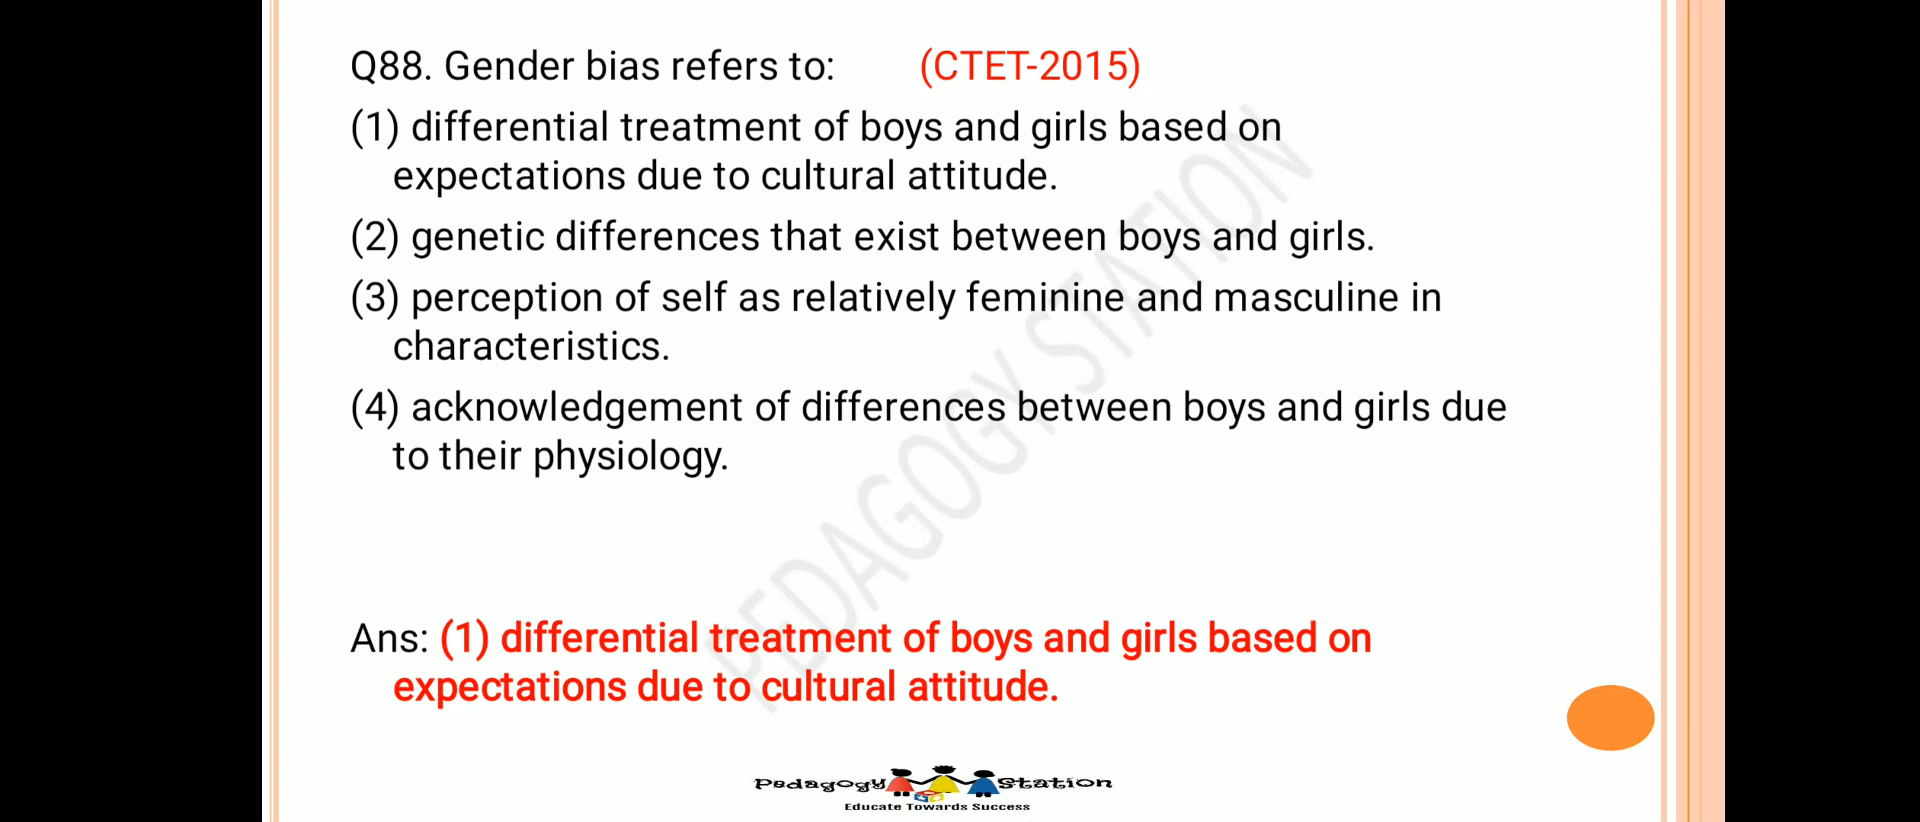 Q88. Gender bias refers to: (CTET-2015)
(1) differential treatment of boys and girls based on
expectations due to cultural attitude.
(2) genetic differences that exist between boys and girls.
(3) perception of self as relatively feminine and masculine in
characteristics.
(4) acknowledgement of differences between boys and girls due
to their physiology.
PEDAGOGY STATION
Ans: (1) differential treatment of boys and girls based on
expectations due to cultural attitude.
Pedagogy Station
Educate Towards Success